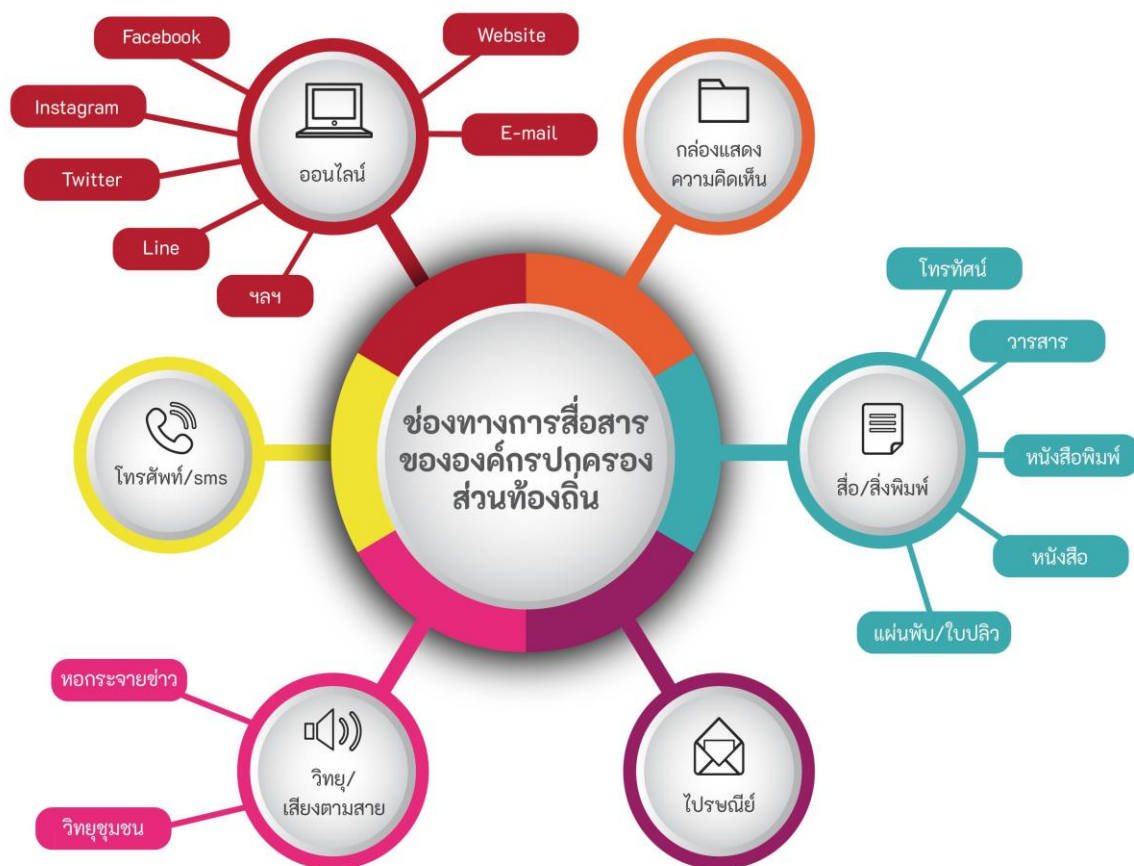 Facebook
Instagram
Twitter
Line
ฯลฯ
Website
E-mail
ออนไลน์
กล่องแสดง
ความคิดเห็น
โทรทัศน์
วารสาร
หนังสือพิมพ์
หนังสือ
แผ่นพับ/ใบปลิว
สื่อ/สิ่งพิมพ์
ช่องทางการสื่อสาร
ขององค์กรปกครอง
ส่วนท้องถิ่น
โทรศัพท์/sms
หอกระจายข่าว
วิทยุชุมชน
วิทยุ/
เสียงตามสาย
ไปรษณีย์